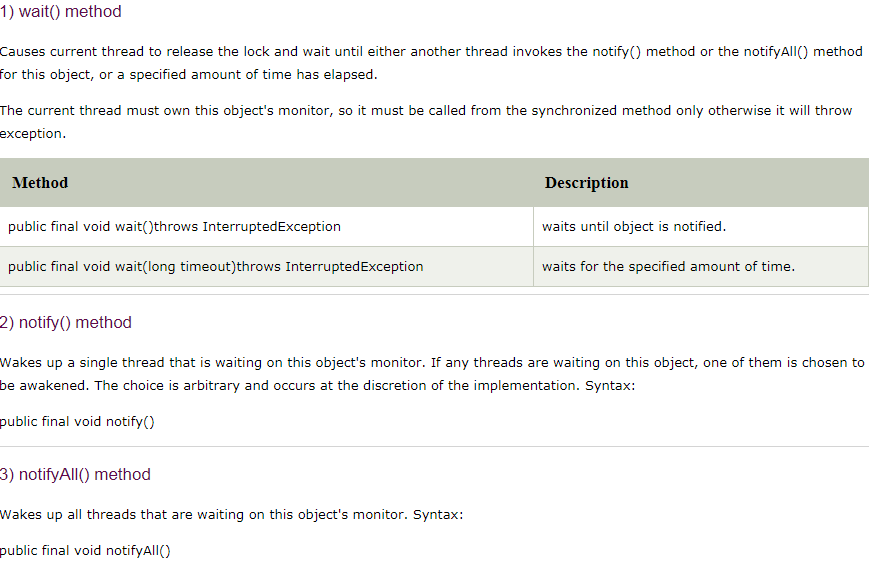 1) wait() method
Causes current thread to release the lock and wait until either another thread invokes the notify() method or the notifyAll() method
for this object, or a specified amount of time has elapsed.
The current thread must own this object's monitor, so it must be called from the synchronized method only otherwise it will throw
exception.
Method Description
public final void wait()throws InterruptedException waits until object is notified.
public final void wait(long timeout)throws InterruptedException waits for the specified amount of time.
2) notify() method
Wakes up a single thread that is waiting on this object's monitor. If any threads are waiting on this object, one of them is chosen to
be awakened. The choice is arbitrary and occurs at the discretion of the implementation. Syntax:
public final void notify()
3) notifyAll() method
Wakes up all threads that are waiting on this object's monitor. Syntax:
public final void notifyAll()